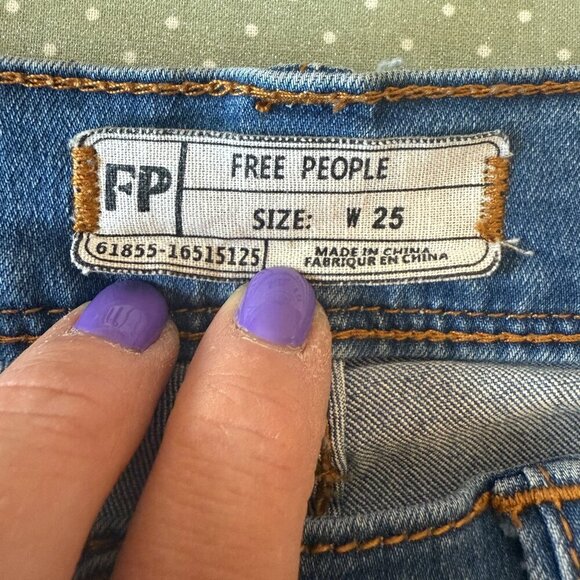 FP
FREE PEOPLE
SIZE: W 25
61855-16515125
MADE IN CHINA
FABRIQUR EN CHINA